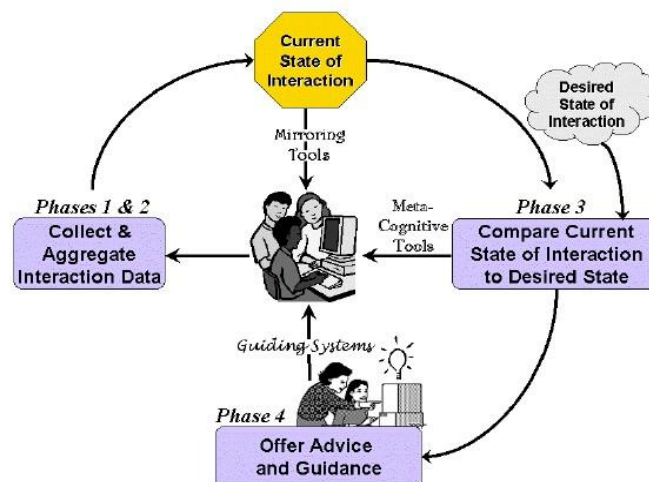 Current
State of
Interaction
Desired
State of
Interaction
Mirroring
Tools
Phases 1 & 2
Collect &
Aggregate
Interaction Data
Meta-
Cognitive
Tools
Phase 3
Compare Current
State of Interaction
to Desired State
Guiding Systems
Phase 4
Offer Advice
and Guidance